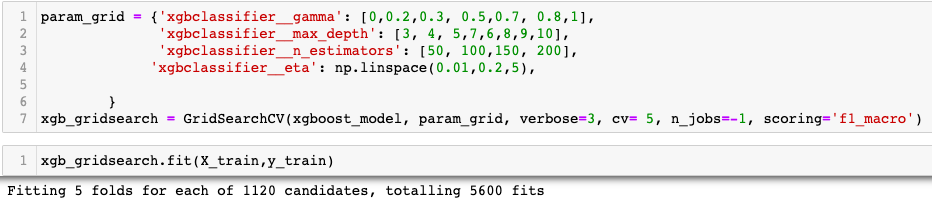 1 param_grid = {'xgbclassifier__gamma': [0,0.2,0.3, 0.5,0.7, 0.8,1],
2 'xgbclassifier__max_depth': [3, 4, 5,7,6,8,9,10],
3 'xgbclassifier__n_estimators': [50, 100,150, 200],
4 'xgbclassifier__eta': np.linspace(0.01,0.2,5),
5
6 }
7 xgb_gridsearch = GridSearchCV(xgboost_model, param_grid, verbose=3, cv= 5, n_jobs=-1, scoring='f1_macro')
1 xgb_gridsearch.fit(X_train,y_train)
Fitting 5 folds for each of 1120 candidates, totalling 5600 fits